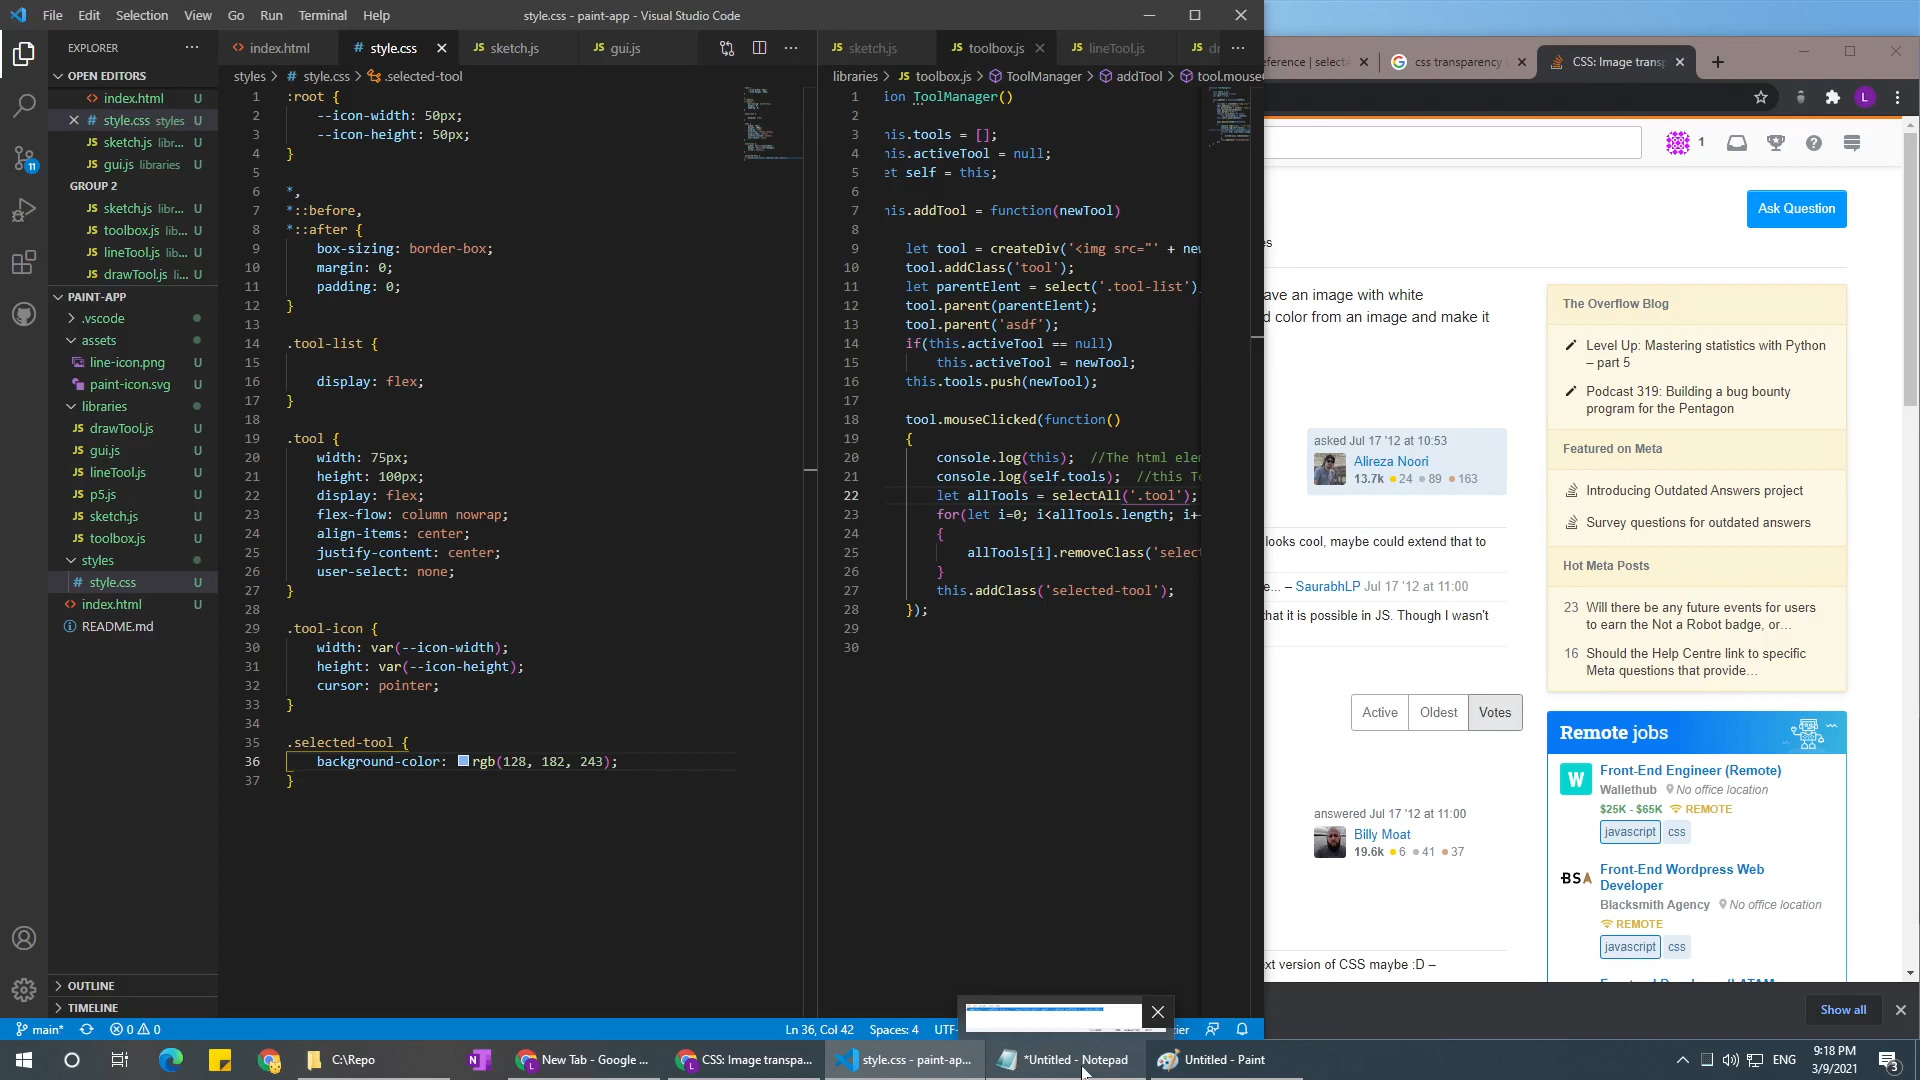 File Edit Selection View Go Run Terminal Help
style.css - paint-app - Visual Studio Code
EXPLORER
OPEN EDITORS
index.html U
style.css styles U
sketch.js libr... U
gui.js libraries U
GROUP 2
sketch.js libr... U
toolbox.js lib... U
lineTool.js li... U
drawTool.js li... U
PAINT-APP
.vscode
assets
line-icon.png U
paint-icon.svg U
libraries
drawTool.js U
gui.js U
lineTool.js U
p5.js U
sketch.js U
toolbox.js U
styles
style.css U
index.html U
README.md
OUTLINE
TIMELINE
index.html style.css sketch.js gui.js
styles > style.css > .selected-tool
1 :root {
2 --icon-width: 50px;
3 --icon-height: 50px;
4 }
5
6 *,
7 *::before,
8 *::after {
9 box-sizing: border-box;
10 margin: 0;
11 padding: 0;
12 }
13
14 .tool-list {
15
16 display: flex;
17 }
18
19 .tool {
20 width: 75px;
21 height: 100px;
22 display: flex;
23 flex-flow: column nowrap;
24 align-items: center;
25 justify-content: center;
26 user-select: none;
27 }
28
29 .tool-icon {
30 width: var(--icon-width);
31 height: var(--icon-height);
32 cursor: pointer;
33 }
34
35 .selected-tool {
36 background-color: rgb(128, 182, 243);
37 }
sketch.js toolbox.js lineTool.js
libraries > toolbox.js > ToolManager > addTool > tool.mouse
1 ion ToolManager()
2
3 his.tools = [];
4 his.activeTool = null;
5 et self = this;
6
7 his.addTool = function(newTool)
8
9 let tool = createDiv('<img src="' + new
10 tool.addClass('tool');
11 let parentElent = select('.tool-list')
12 tool.parent(parentElent);
13 tool.parent('asdf');
14 if(this.activeTool == null)
15 this.activeTool = newTool;
16 this.tools.push(newTool);
17
18 tool.mouseClicked(function()
19 {
20 console.log(this); //The html ele
21 console.log(self.tools); //this T
22 let allTools = selectAll('.tool');
23 for(let i=0; i<allTools.length; i+
24 {
25 allTools[i].removeClass('select
26 }
27 this.addClass('selected-tool');
28 });
29
30
main* 0 0
Ln 36, Col 42 Spaces: 4 UTF-
eference | selectA css transparency CSS: Image transp
L
1
Ask Question
es
ave an image with white
d color from an image and make it
asked Jul 17 '12 at 10:53
Alireza Noori
13.7k 24 89 163
looks cool, maybe could extend that to
e... – SaurabhLP Jul 17 '12 at 11:00
that it is possible in JS. Though I wasn't
Active Oldest Votes
answered Jul 17 '12 at 11:00
Billy Moat
19.6k 6 41 37
ext version of CSS maybe :D –
The Overflow Blog
Level Up: Mastering statistics with Python
– part 5
Podcast 319: Building a bug bounty
program for the Pentagon
Featured on Meta
Introducing Outdated Answers project
Survey questions for outdated answers
Hot Meta Posts
23 Will there be any future events for users
to earn the Not a Robot badge, or…
16 Should the Help Centre link to specific
Meta questions that provide…
Remote jobs
W
Front-End Engineer (Remote)
Wallethub No office location
$25K - $65K REMOTE
javascript css
BSA
Front-End Wordpress Web
Developer
Blacksmith Agency No office location
REMOTE
javascript css
Show all
C:\Repo
New Tab - Google ...
CSS: Image transpa...
style.css - paint-ap...
*Untitled - Notepad
Untitled - Paint
ENG
9:18 PM
3/9/2021
3